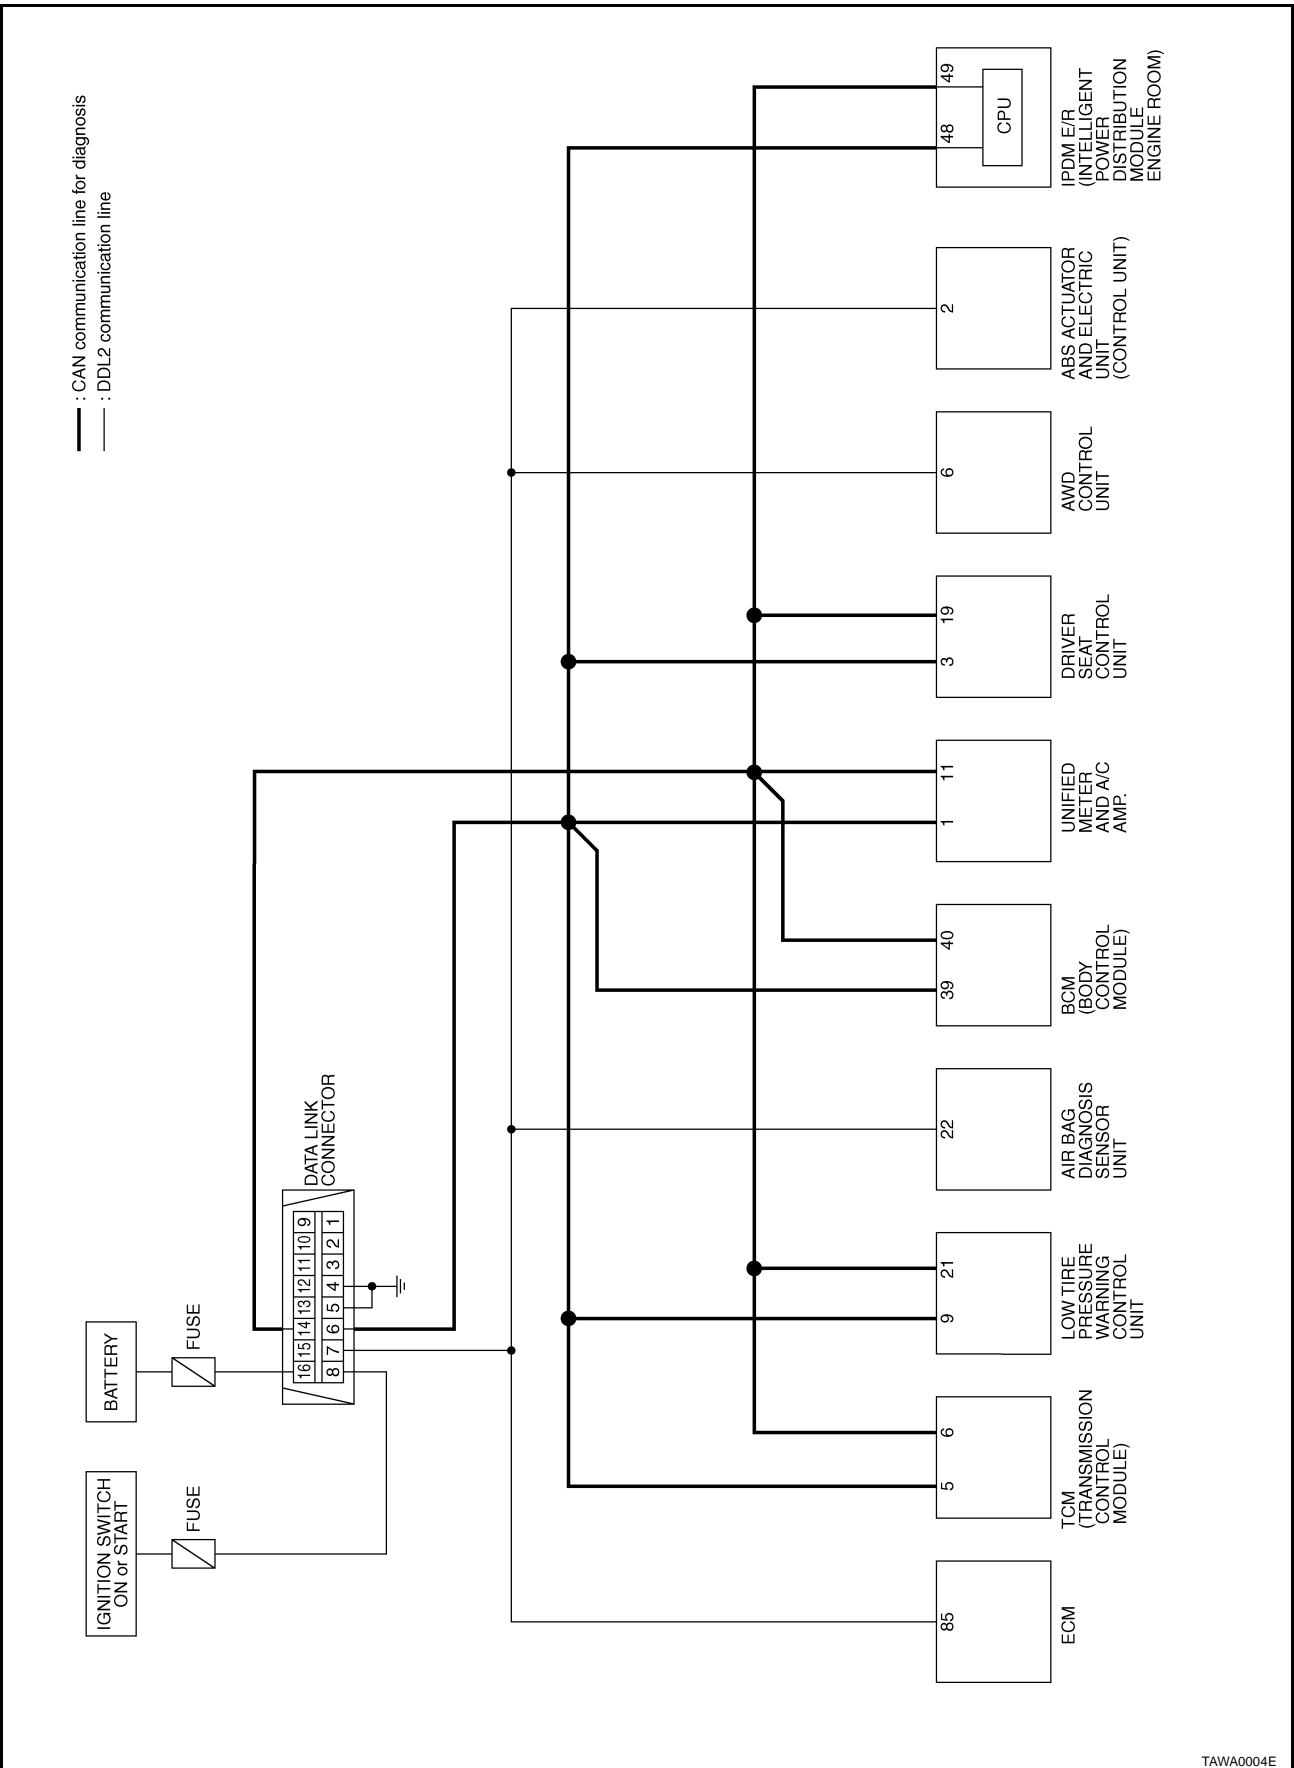 : CAN communication line for diagnosis
: DDL2 communication line
IGNITION SWITCH
ON or START
BATTERY
FUSE
FUSE
DATA LINK
CONNECTOR
16 15 14 13 12 11 10 9
8 7 6 5 4 3 2 1
85
5
6
9
21
22
39
40
1
11
3
19
6
2
48
49
CPU
ECM
TCM
(TRANSMISSION
CONTROL
MODULE)
LOW TIRE
PRESSURE
WARNING
CONTROL
UNIT
AIR BAG
DIAGNOSIS
SENSOR
UNIT
BCM
(BODY
CONTROL
MODULE)
UNIFIED
METER
AND A/C
AMP.
DRIVER
SEAT
CONTROL
UNIT
AWD
CONTROL
UNIT
ABS ACTUATOR
AND ELECTRIC
UNIT
(CONTROL UNIT)
IPDM E/R
(INTELLIGENT
POWER
DISTRIBUTION
MODULE
ENGINE ROOM)
TAWA0004E